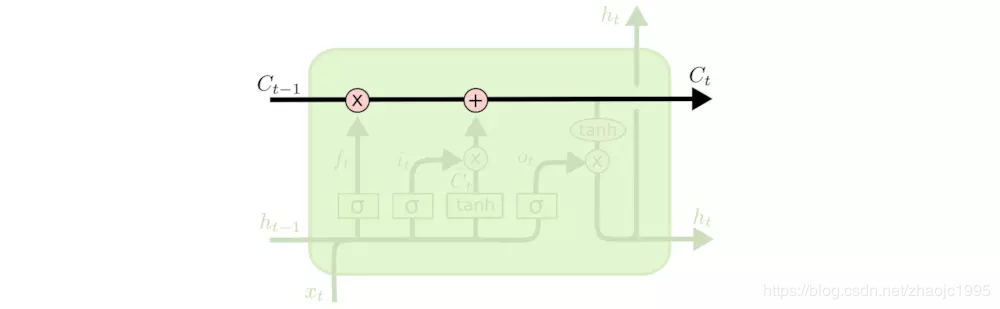 h_t
C_{t-1}
C_t
×
+
tanh
f_t
i_t
×
o_t
×
C̃_t
σ
σ
tanh
σ
h_{t-1}
h_t
x_t
https://blog.csdn.net/zhaojc1995